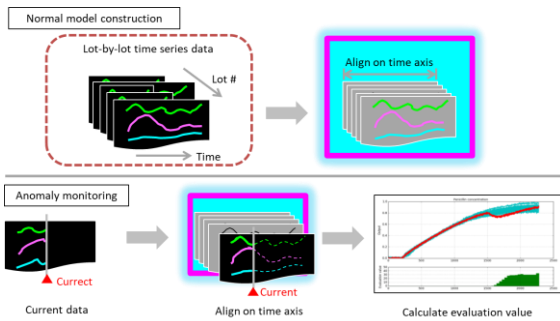 Normal model construction
Lot-by-lot time series data
Lot #
Time
Align on time axis
Anomaly monitoring
Currect
Current data
Current
Align on time axis
Calculate evaluation value